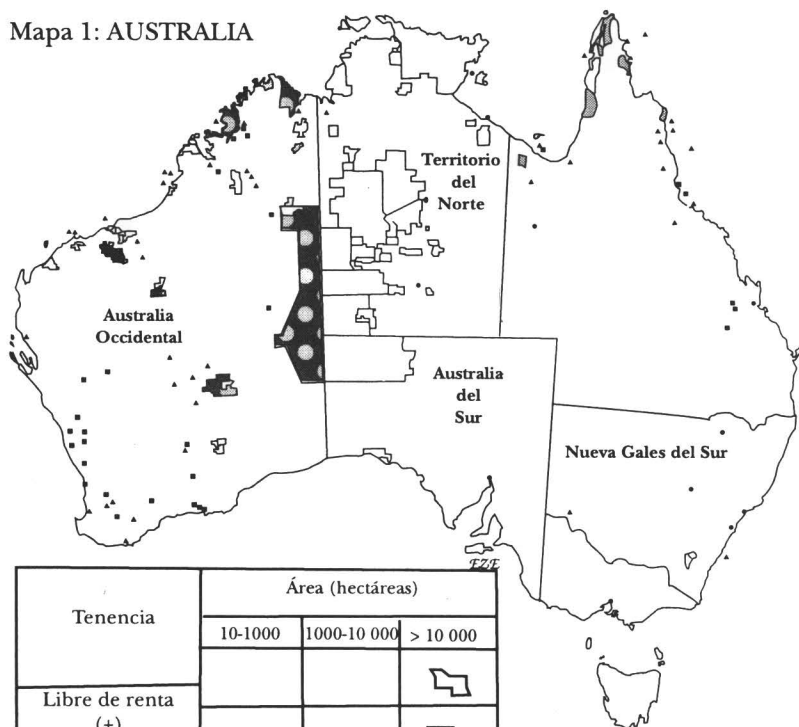 Mapa 1: AUSTRALIA
Territorio
del
Norte
Australia
Occidental
Australia
del
Sur
Nueva Gales del Sur
EZE
Tenencia
Área (hectáreas)
10-1000
1000-10 000
> 10 000
Libre de renta
(+)